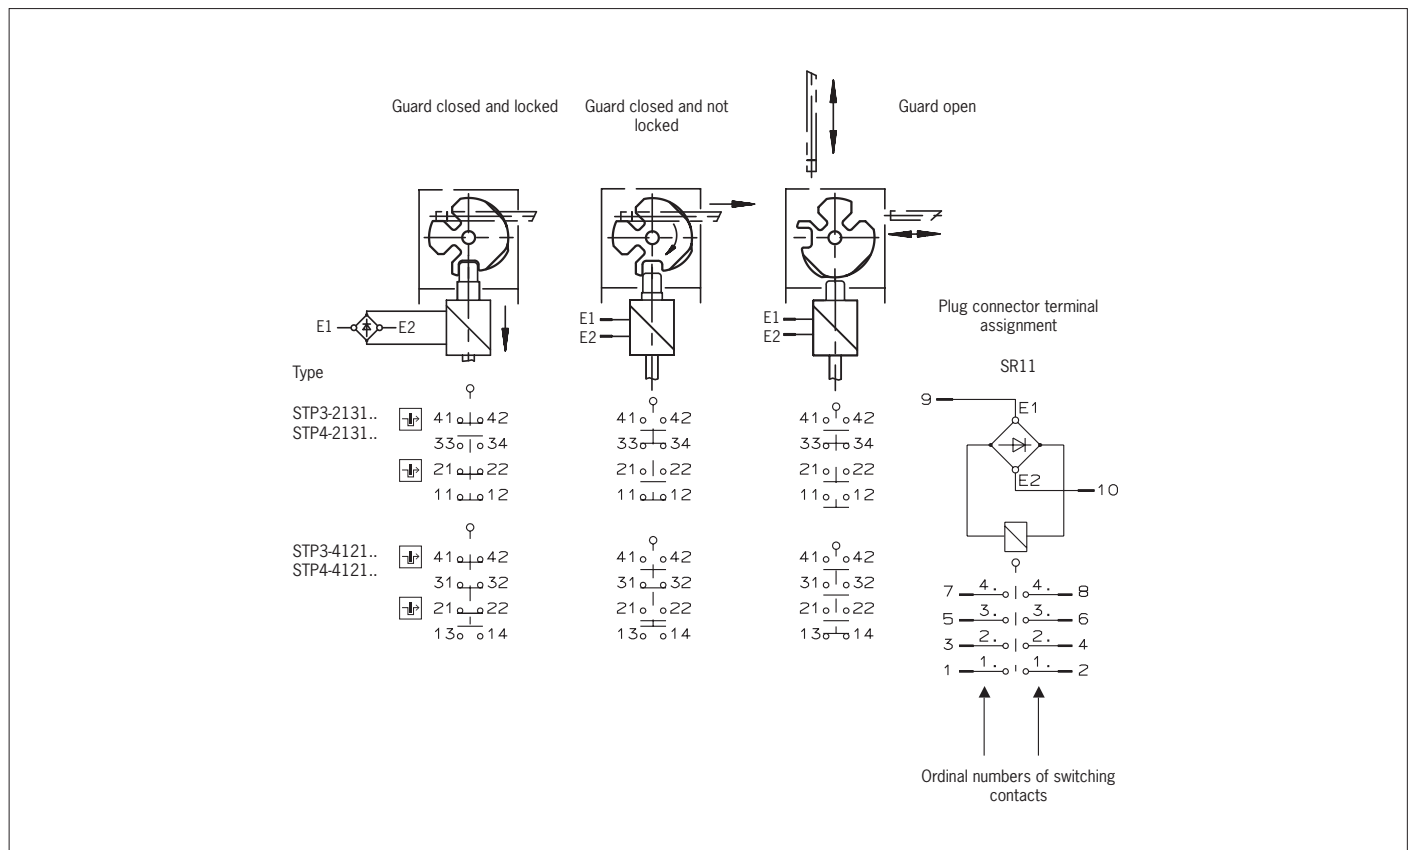 Guard closed and locked
Guard closed and not
locked
Guard open
E1
E2
E1
E2
E1
E2
Plug connector terminal
assignment
SR11
Type
STP3-2131..
STP4-2131..
41 42
33 34
21 22
11 12
41 42
33 34
21 22
11 12
41 42
33 34
21 22
11 12
STP3-4121..
STP4-4121..
41 42
31 32
21 22
13 14
41 42
31 32
21 22
13 14
41 42
31 32
21 22
13 14
9
E1
E2
10
7 4. 4. 8
5 3. 3. 6
3 2. 2. 4
1 1. 1. 2
Ordinal numbers of switching
contacts